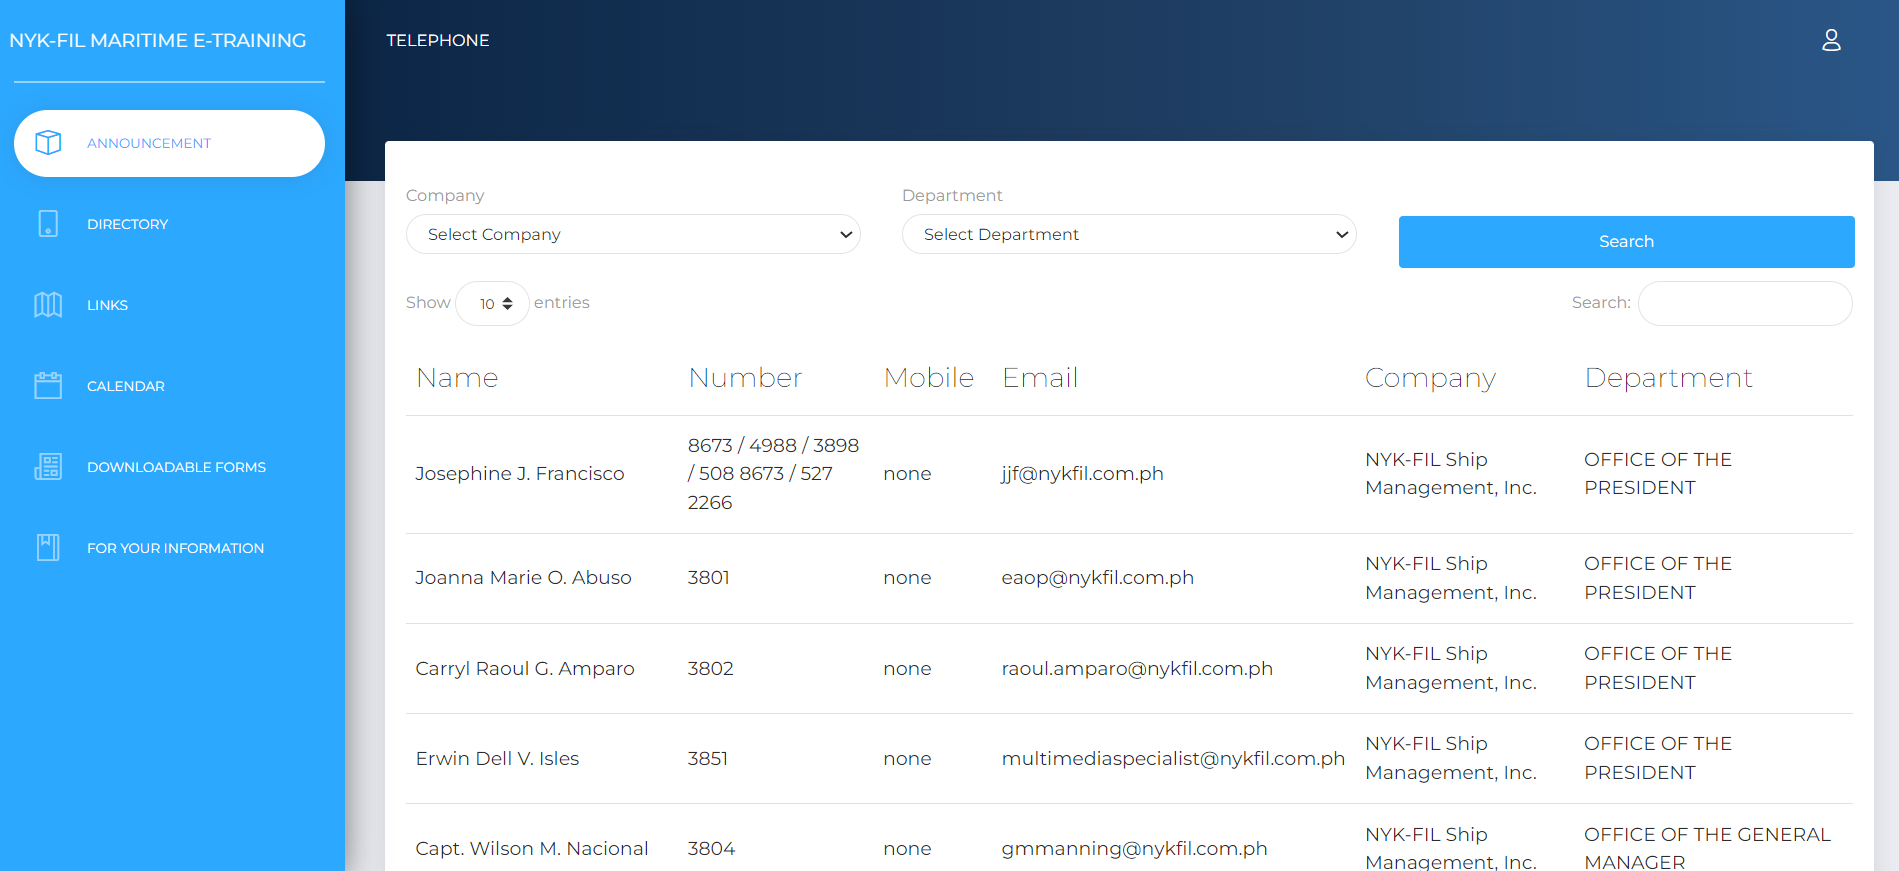 NYK-FIL MARITIME E-TRAINING
ANNOUNCEMENT
DIRECTORY
LINKS
CALENDAR
DOWNLOADABLE FORMS
FOR YOUR INFORMATION
TELEPHONE
Company
Department
Select Company
Select Department
Search
Show 10 entries
Search:
Name Number Mobile Email Company Department
Josephine J. Francisco
8673 / 4988 / 3898
/ 508 8673 / 527
2266
none
jjf@nykfil.com.ph
NYK-FIL Ship
Management, Inc.
OFFICE OF THE
PRESIDENT
Joanna Marie O. Abuso
3801
none
eaop@nykfil.com.ph
NYK-FIL Ship
Management, Inc.
OFFICE OF THE
PRESIDENT
Carryl Raoul G. Amparo
3802
none
raoul.amparo@nykfil.com.ph
NYK-FIL Ship
Management, Inc.
OFFICE OF THE
PRESIDENT
Erwin Dell V. Isles
3851
none
multimediaspecialist@nykfil.com.ph
NYK-FIL Ship
Management, Inc.
OFFICE OF THE
PRESIDENT
Capt. Wilson M. Nacional
3804
none
gmmanning@nykfil.com.ph
NYK-FIL Ship
Management, Inc.
OFFICE OF THE GENERAL
MANAGER